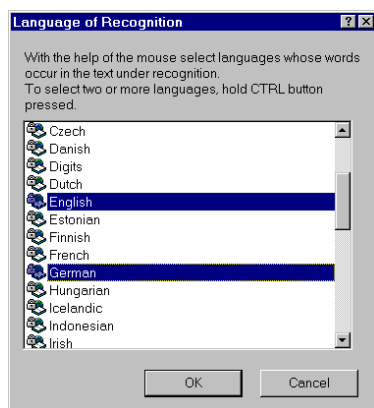 Language of Recognition
With the help of the mouse select languages whose words
occur in the text under recognition.
To select two or more languages, hold CTRL button
pressed.
Czech
Danish
Digits
Dutch
English
Estonian
Finnish
French
German
Hungarian
Icelandic
Indonesian
Irish
OK Cancel